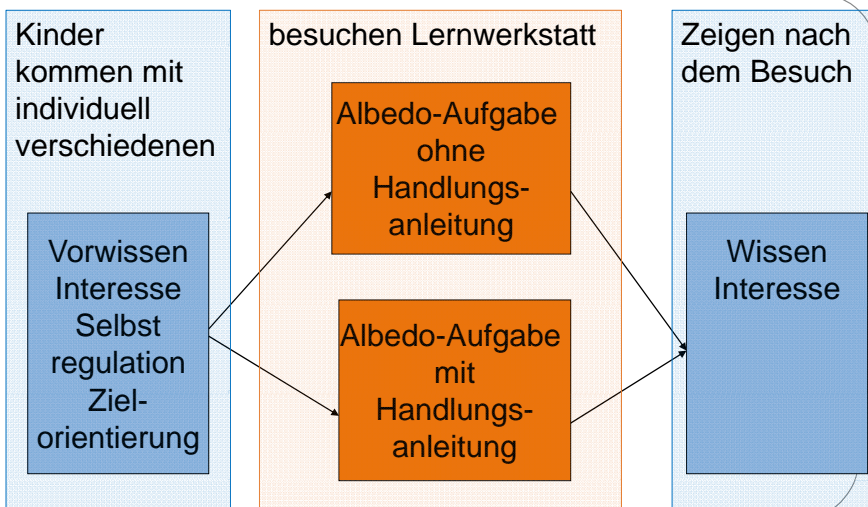 Kinder
kommen mit
individuell
verschiedenen
Vorwissen
Interesse
Selbst
regulation
Ziel-
orientierung
besuchen Lernwerkstatt
Albedo-Aufgabe
ohne
Handlungs-
anleitung
Albedo-Aufgabe
mit
Handlungs-
anleitung
Zeigen nach
dem Besuch
Wissen
Interesse